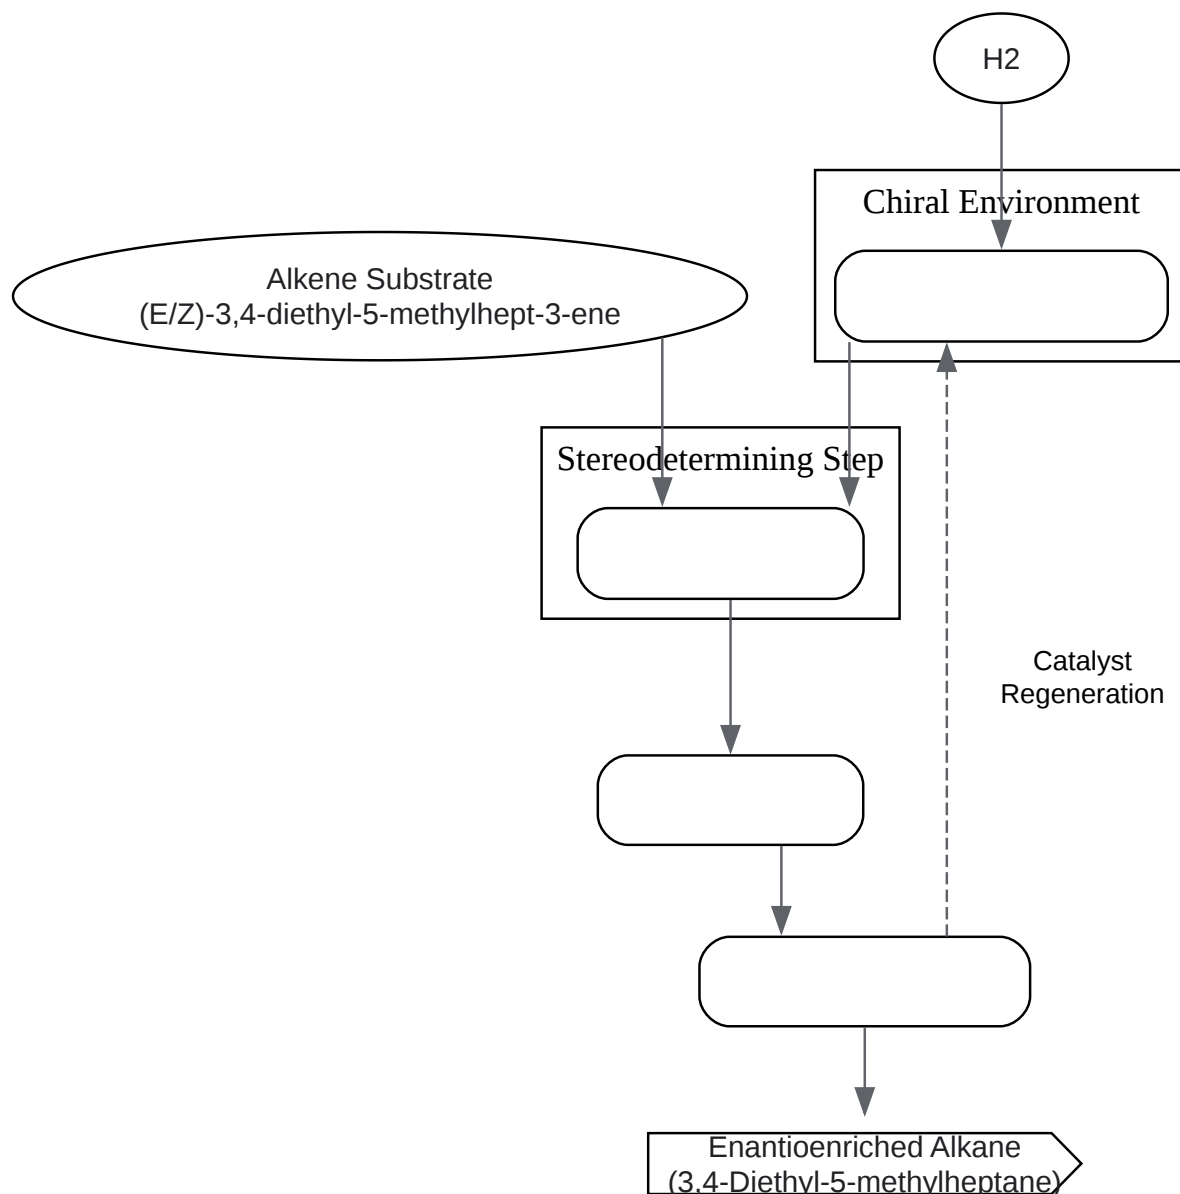 H2
Chiral Environment
Alkene Substrate
(E/Z)-3,4-diethyl-5-methylhept-3-ene
Stereodetermining Step
Catalyst
Regeneration
Enantioenriched Alkane
(3,4-Diethyl-5-methylheptane)